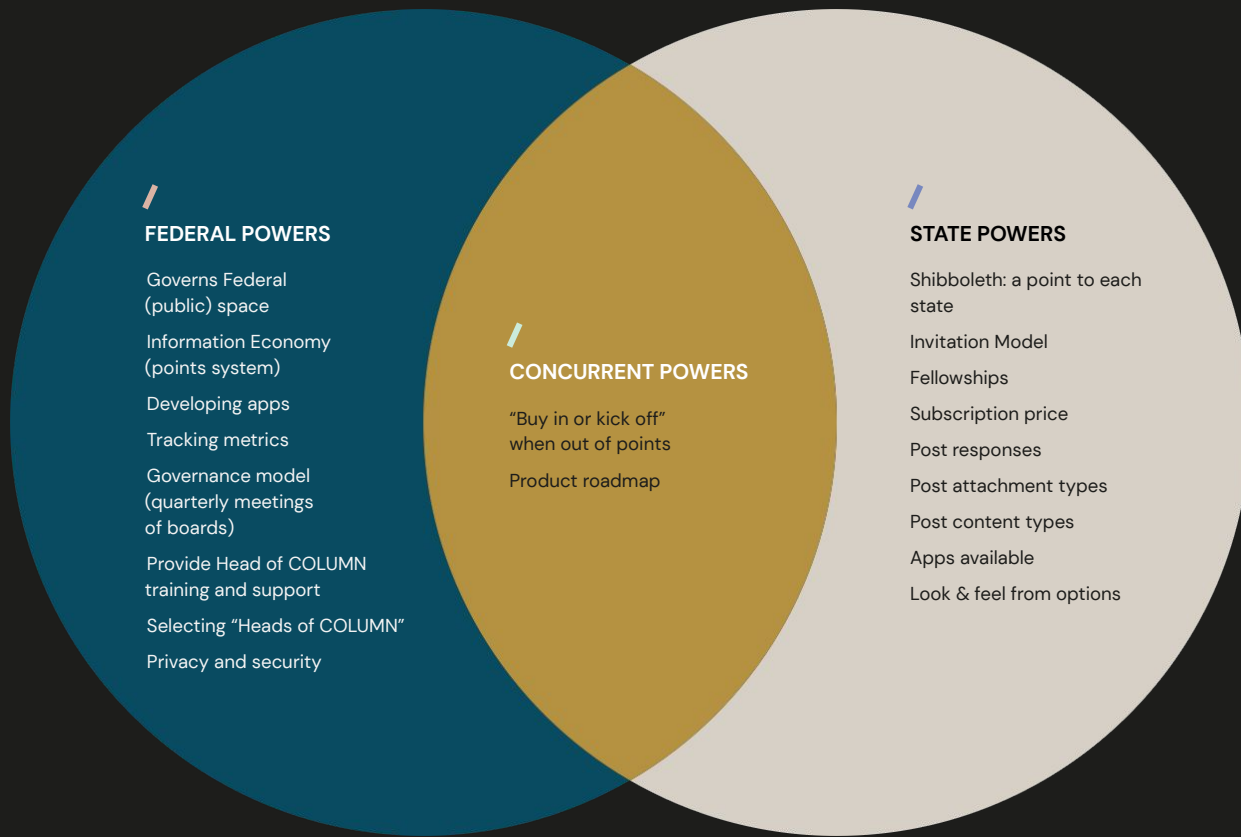 FEDERAL POWERS
Governs Federal
(public) space
Information Economy
(points system)
Developing apps
Tracking metrics
Governance model
(quarterly meetings
of boards)
Provide Head of COLUMN
training and support
Selecting “Heads of COLUMN”
Privacy and security
CONCURRENT POWERS
“Buy in or kick off”
when out of points
Product roadmap
STATE POWERS
Shibboleth: a point to each
state
Invitation Model
Fellowships
Subscription price
Post responses
Post attachment types
Post content types
Apps available
Look & feel from options